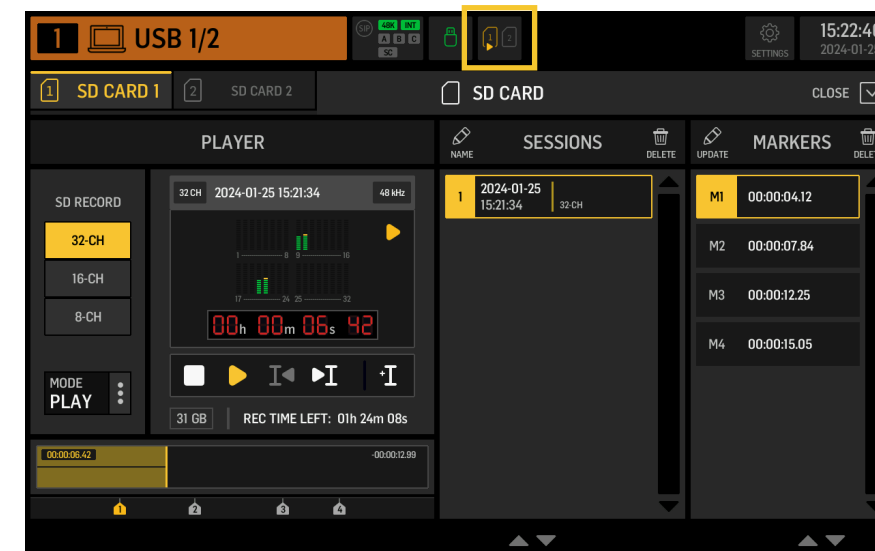 1 USB 1/2
SIP 48K INT
A B C
SC
1 2
SETTINGS
15:22:4
2024-01-2
1 SD CARD 1
2 SD CARD 2
SD CARD
CLOSE
PLAYER
NAME
SESSIONS
DELETE
UPDATE
MARKERS
DELET
SD RECORD
32-CH
16-CH
8-CH
MODE
PLAY
32 CH 2024-01-25 15:21:34 48 kHz
1 8 9 16
17 24 25 32
00h 00m 06s 42
+
31 GB REC TIME LEFT: 01h 24m 08s
00:00:06.42 -00:00:12.99
1 2 3 4
1 2024-01-25
15:21:34 32-CH
M1 00:00:04.12
M2 00:00:07.84
M3 00:00:12.25
M4 00:00:15.05